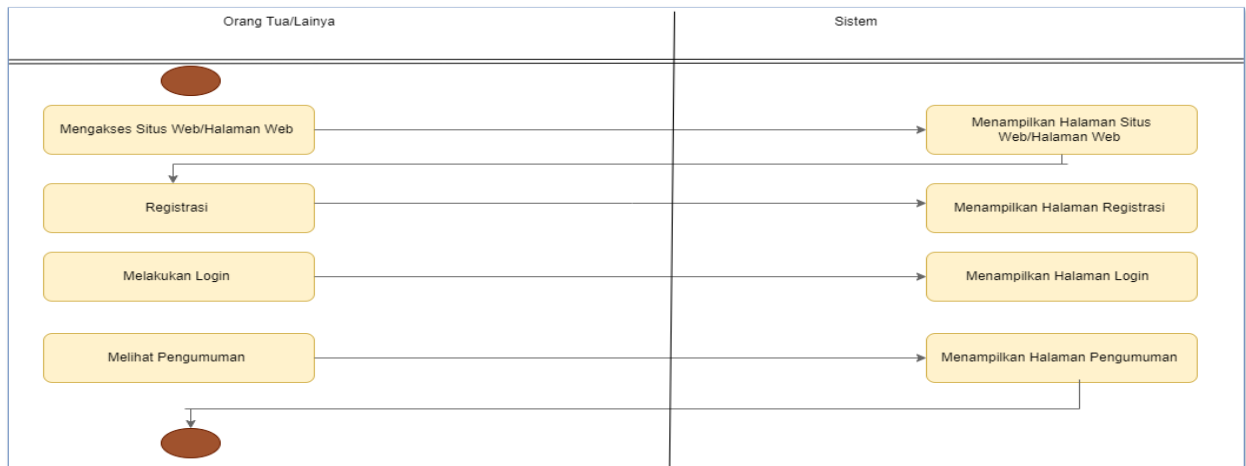 Orang Tua/Lainya
Sistem
Mengakses Situs Web/Halaman Web
Menampilkan Halaman Situs
Web/Halaman Web
Registrasi
Menampilkan Halaman Registrasi
Melakukan Login
Menampilkan Halaman Login
Melihat Pengumuman
Menampilkan Halaman Pengumuman